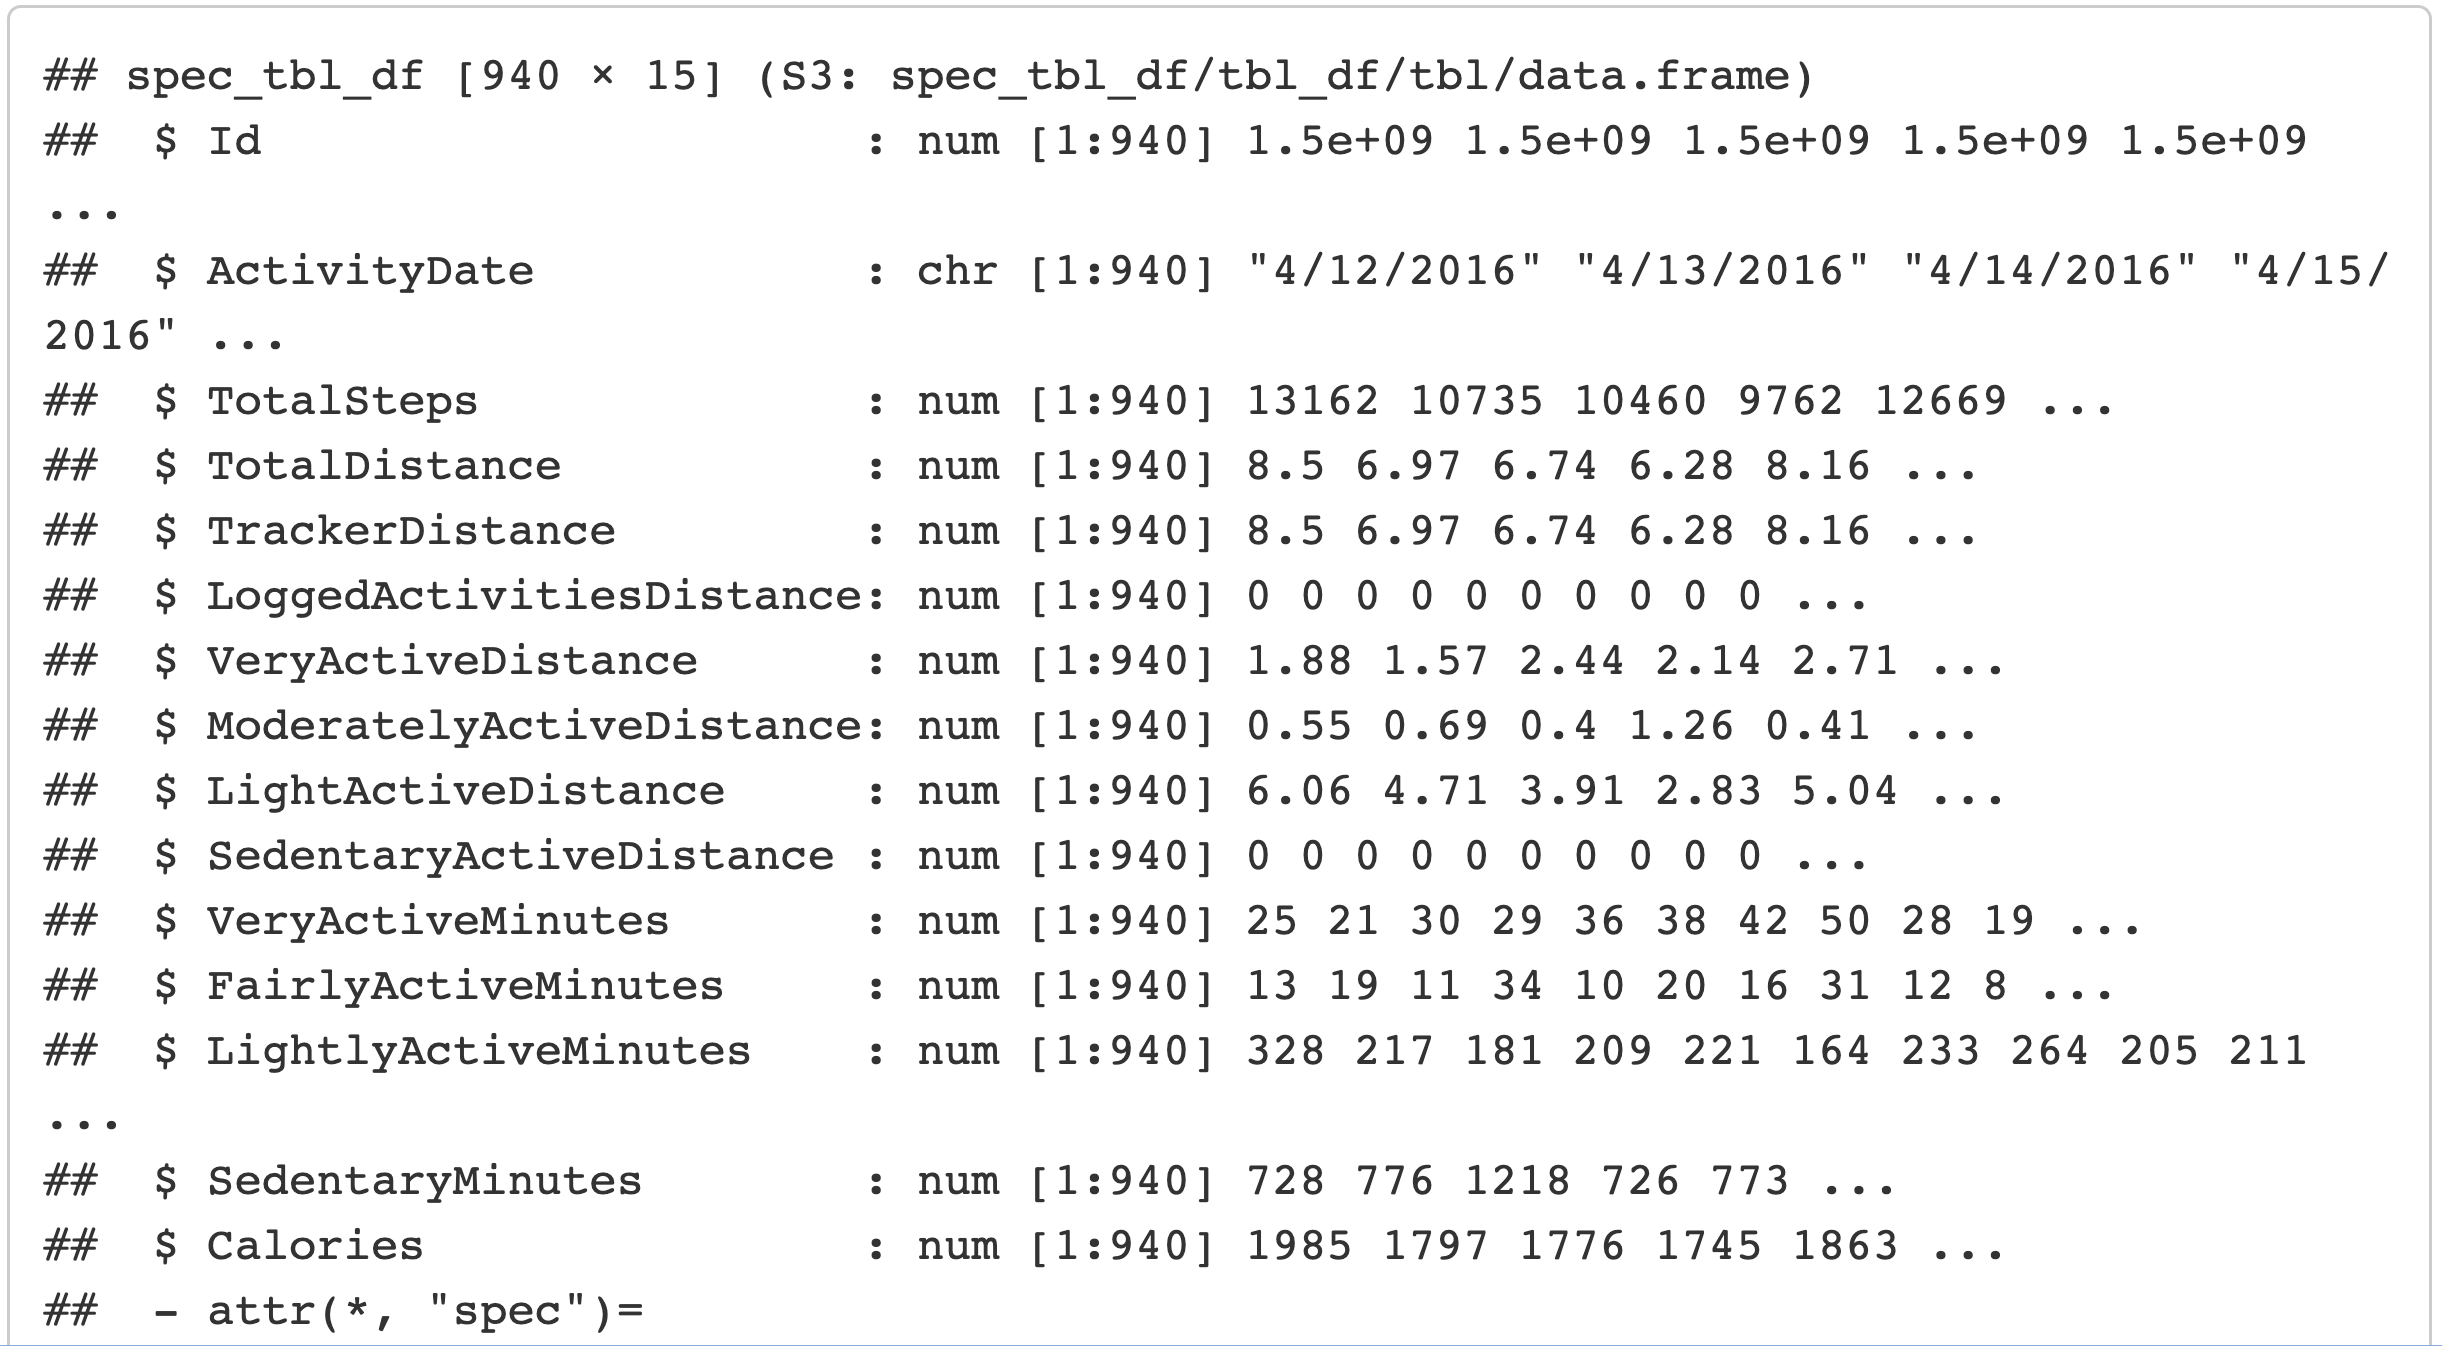 ## spec_tbl_df [940 × 15] (S3: spec_tbl_df/tbl_df/tbl/data.frame)
##  $ Id                      : num [1:940] 1.5e+09 1.5e+09 1.5e+09 1.5e+09 1.5e+09
...
##  $ ActivityDate            : chr [1:940] "4/12/2016" "4/13/2016" "4/14/2016" "4/15/
2016" ...
##  $ TotalSteps              : num [1:940] 13162 10735 10460 9762 12669 ...
##  $ TotalDistance           : num [1:940] 8.5 6.97 6.74 6.28 8.16 ...
##  $ TrackerDistance         : num [1:940] 8.5 6.97 6.74 6.28 8.16 ...
##  $ LoggedActivitiesDistance: num [1:940] 0 0 0 0 0 0 0 0 0 0 ...
##  $ VeryActiveDistance      : num [1:940] 1.88 1.57 2.44 2.14 2.71 ...
##  $ ModeratelyActiveDistance: num [1:940] 0.55 0.69 0.4 1.26 0.41 ...
##  $ LightActiveDistance     : num [1:940] 6.06 4.71 3.91 2.83 5.04 ...
##  $ SedentaryActiveDistance : num [1:940] 0 0 0 0 0 0 0 0 0 0 ...
##  $ VeryActiveMinutes       : num [1:940] 25 21 30 29 36 38 42 50 28 19 ...
##  $ FairlyActiveMinutes     : num [1:940] 13 19 11 34 10 20 16 31 12 8 ...
##  $ LightlyActiveMinutes    : num [1:940] 328 217 181 209 221 164 233 264 205 211
...
##  $ SedentaryMinutes        : num [1:940] 728 776 1218 726 773 ...
##  $ Calories                : num [1:940] 1985 1797 1776 1745 1863 ...
##  - attr(*, "spec")=